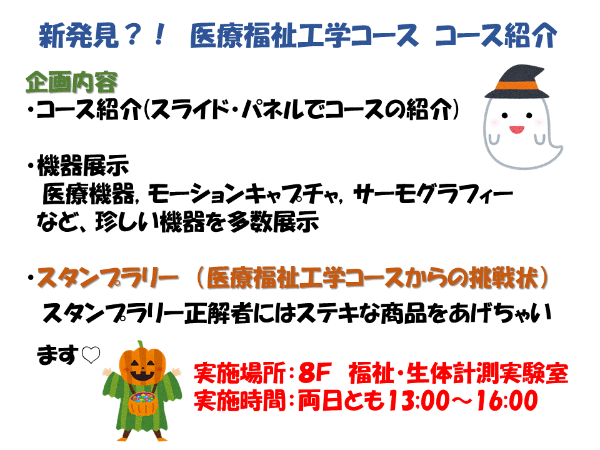 新発見?! 医療福祉工学コース コース紹介
企画内容
・コース紹介(スライド・パネルでコースの紹介)
・機器展示
医療機器, モーションキャプチャ, サーモグラフィー
など、珍しい機器を多数展示
・スタンプラリー (医療福祉工学コースからの挑戦状)
スタンプラリー正解者にはステキな商品をあげちゃい
ます♡
実施場所:8F 福祉・生体計測実験室
実施時間:両日とも13:00~16:00